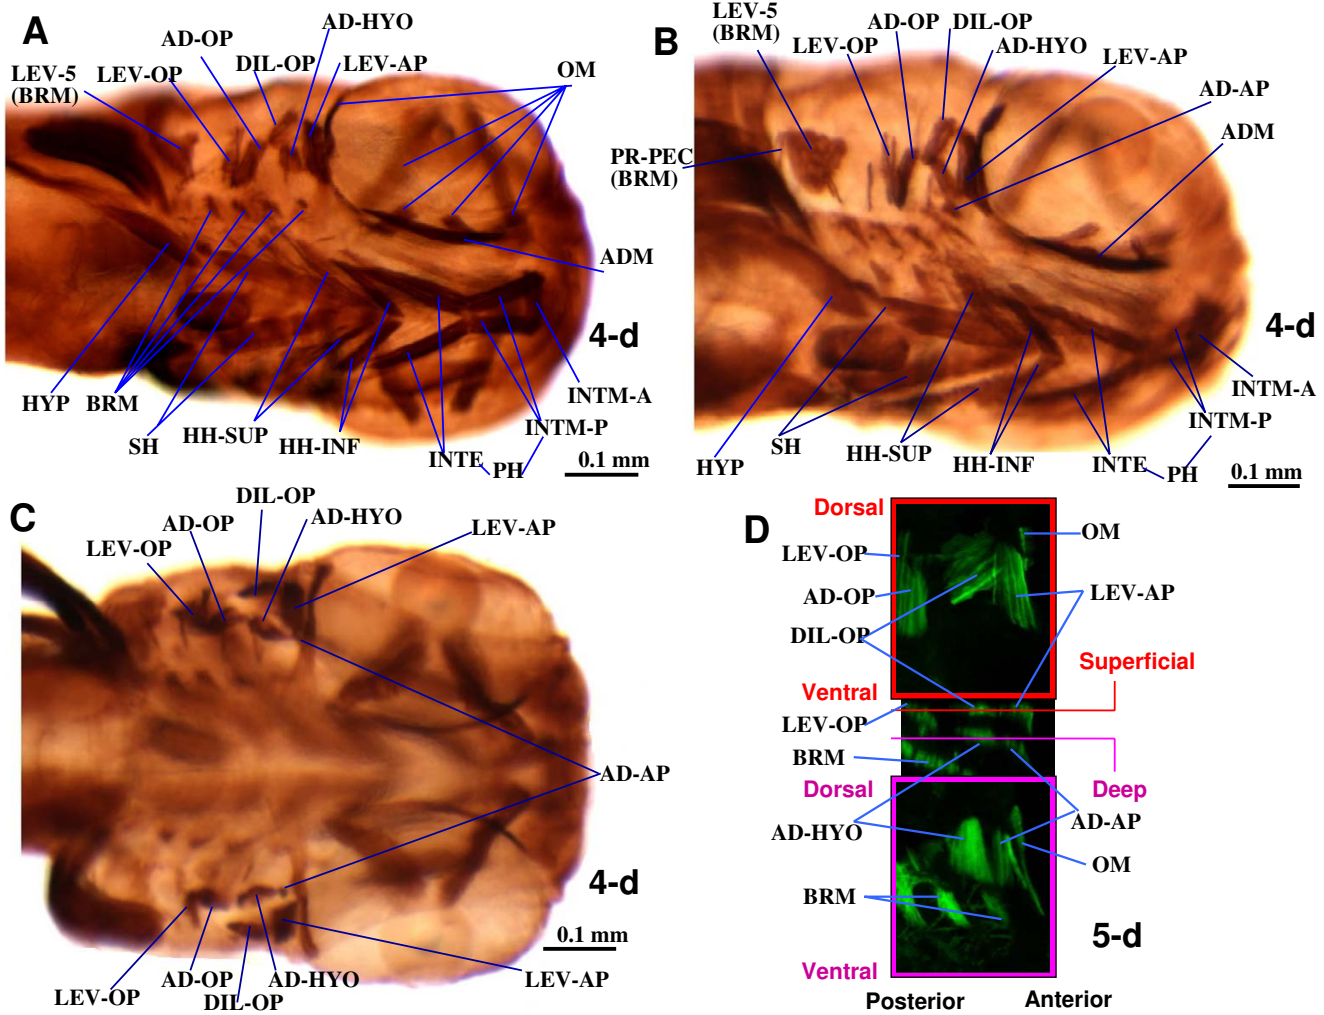 A
AD-HYO
AD-OP
DIL-OP
LEV-AP
OM
LEV-5
(BRM)
LEV-OP
ADM
4-d
HYP
BRM
SH
HH-SUP
HH-INF
INTE
PH
INTM-P
INTM-A
0.1 mm
B
LEV-5
(BRM)
AD-OP
DIL-OP
LEV-OP
AD-HYO
LEV-AP
AD-AP
ADM
PR-PEC
(BRM)
4-d
INTM-A
INTM-P
HYP
SH
HH-SUP
HH-INF
INTE
PH
0.1 mm
C
DIL-OP
AD-OP
AD-HYO
LEV-OP
LEV-AP
AD-AP
4-d
0.1 mm
LEV-OP
AD-OP
DIL-OP
AD-HYO
LEV-AP
D
Dorsal
OM
LEV-OP
AD-OP
LEV-AP
DIL-OP
Superficial
Ventral
LEV-OP
BRM
Dorsal
Deep
AD-HYO
AD-AP
OM
BRM
5-d
Ventral
Posterior
Anterior